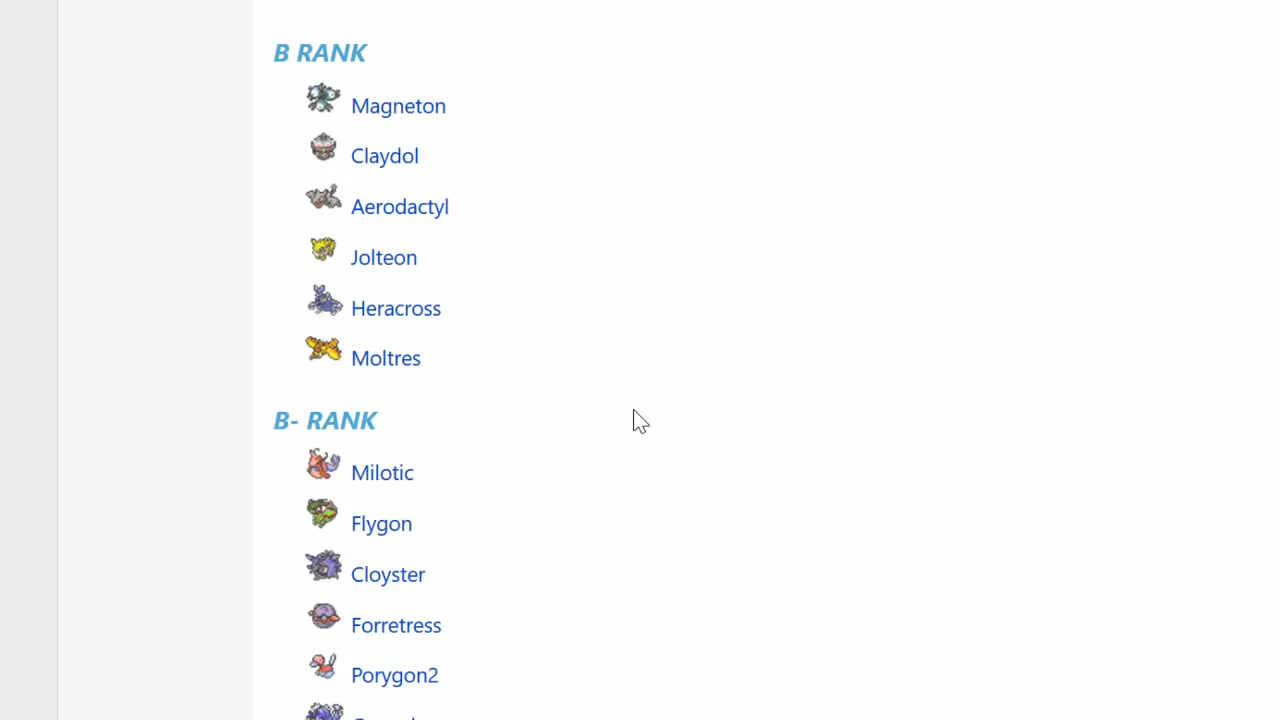 B RANK
Magneton
Claydol
Aerodactyl
Jolteon
Heracross
Moltres
B- RANK
Milotic
Flygon
Cloyster
Forretress
Porygon2